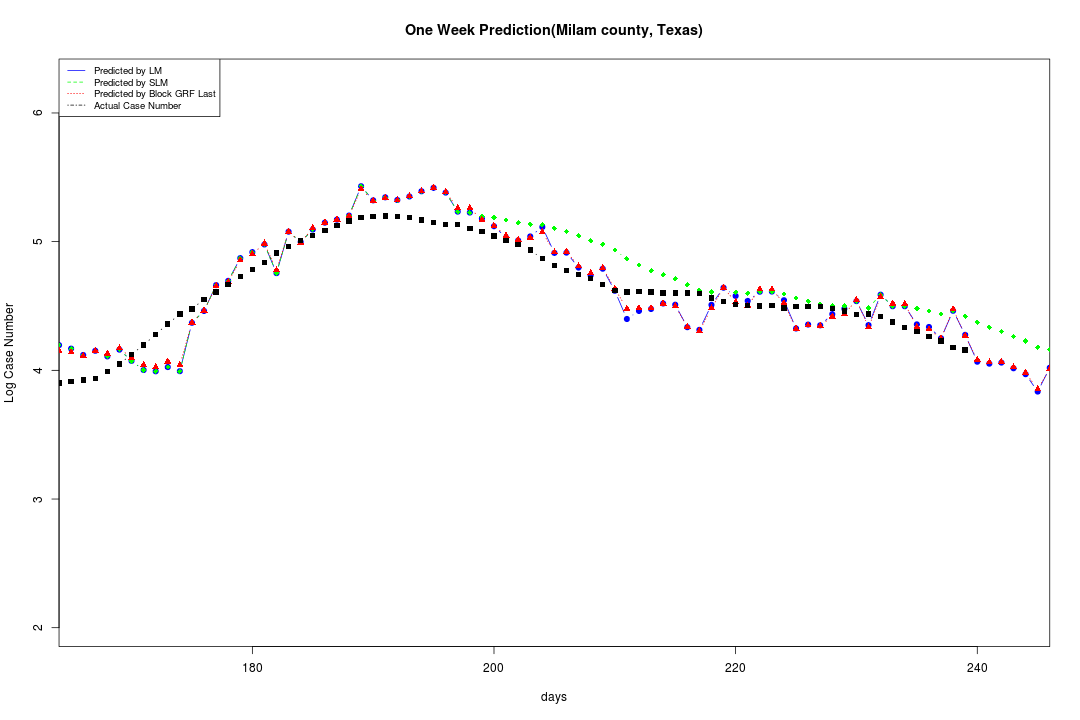 One Week Prediction(Milam county, Texas)
Predicted by LM
Predicted by SLM
Predicted by Block GRF Last
Actual Case Number
6
5
4
3
2
Log Case Number
180 200 220 240
days